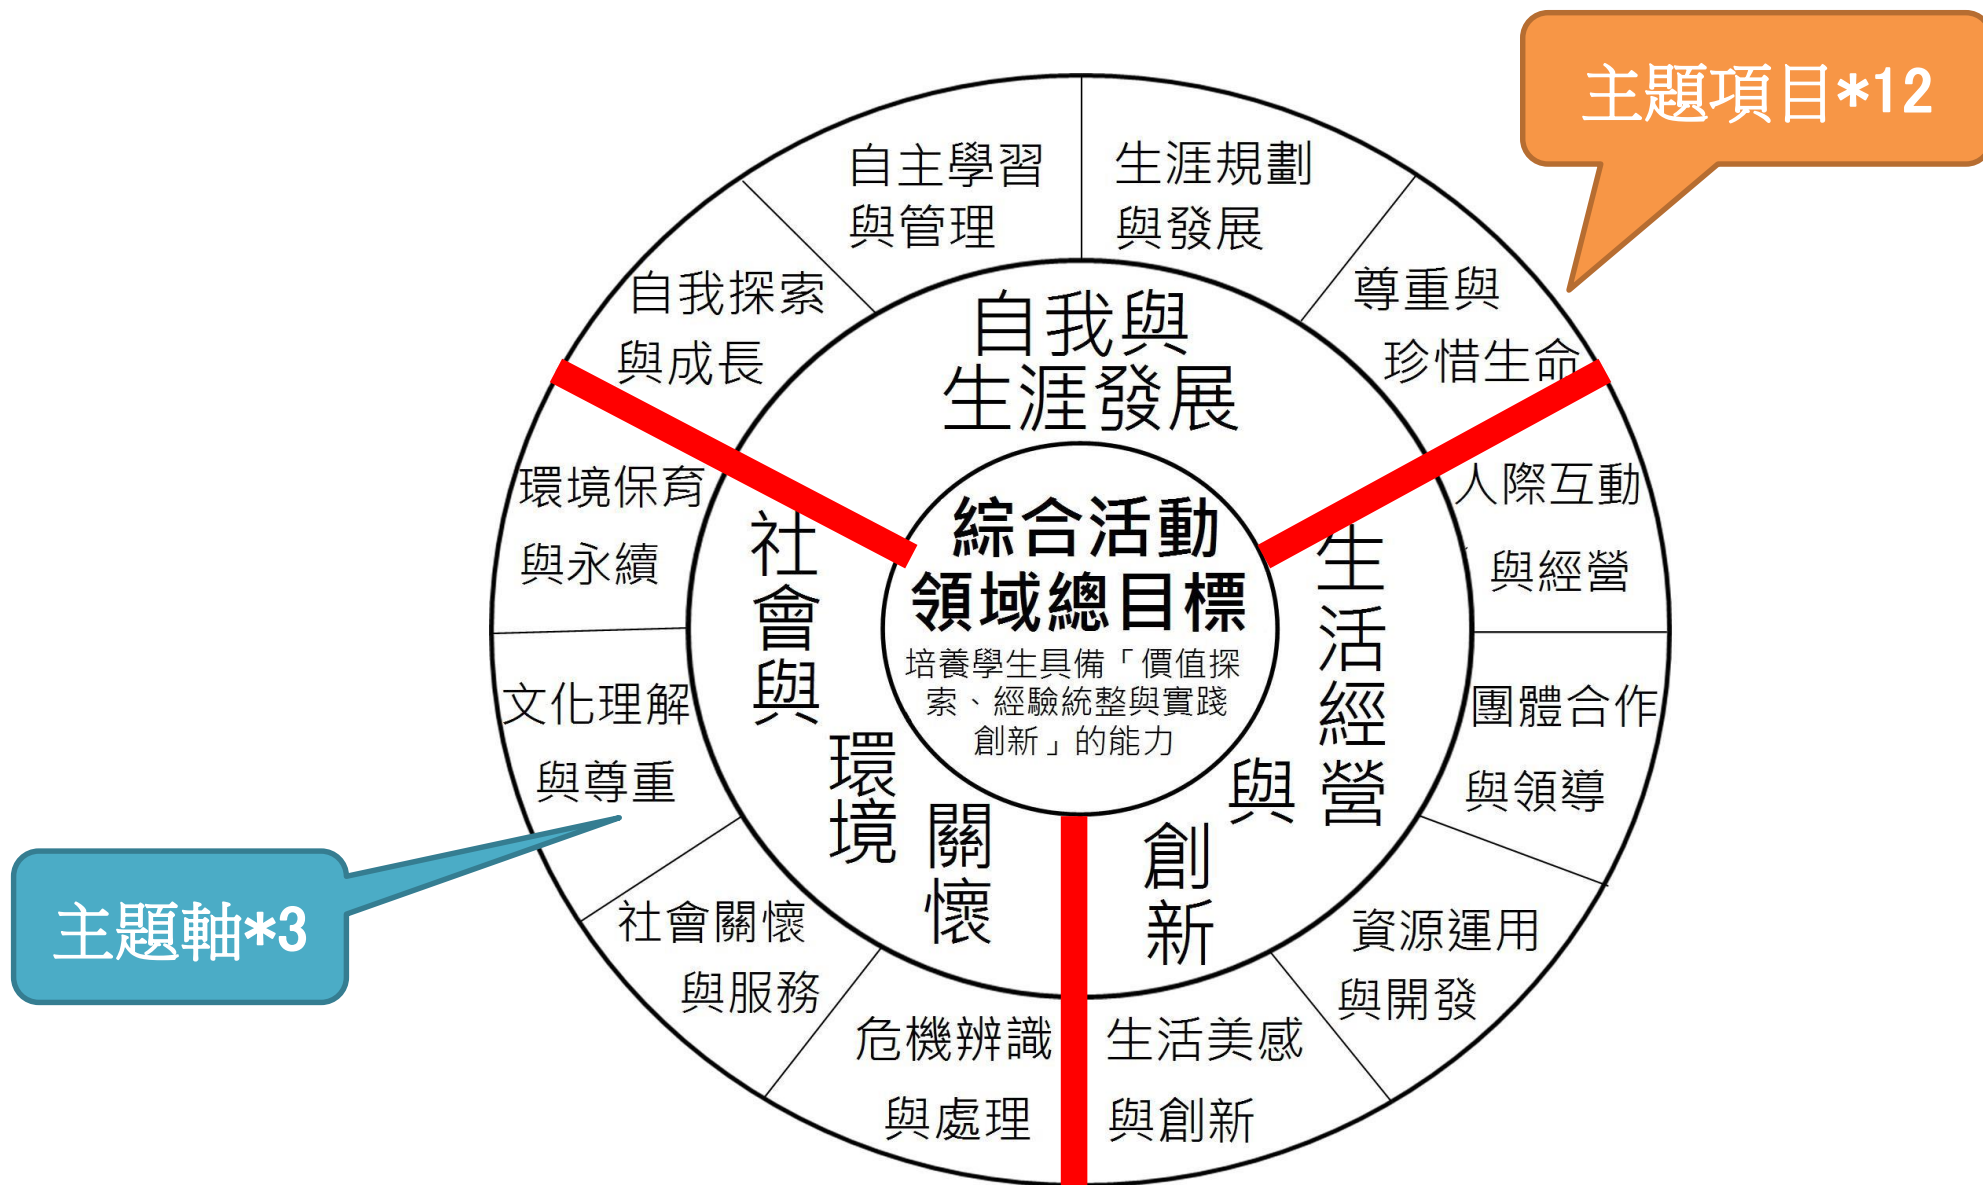 主題項目*12
自主學習
與管理
生涯規劃
與發展
自我探索
與成長
尊重與
珍惜生命
自我與
生涯發展
環境保育
與永續
人際互動
與經營
綜合活動
領域總目標
培養學生具備「價值探
索、經驗統整與實踐
創新」的能力
社會與
環境
關懷
生活經營
與
創新
文化理解
與尊重
團體合作
與領導
主題軸*3
社會關懷
與服務
資源運用
與開發
危機辨識
與處理
生活美感
與創新